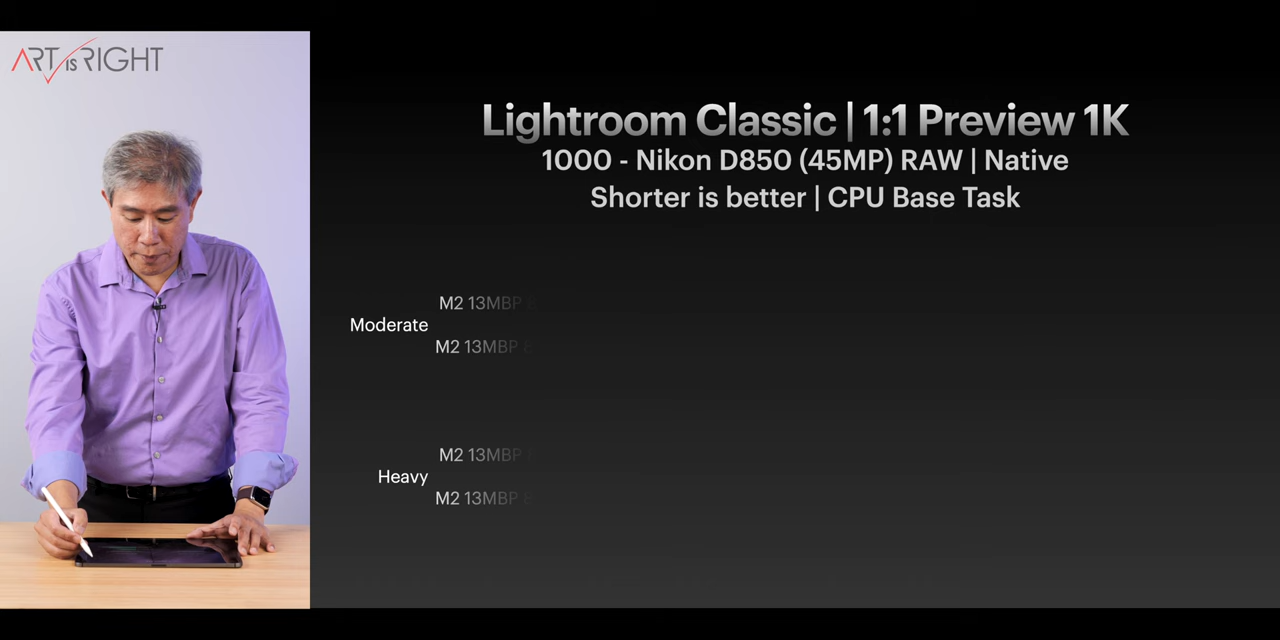 ART IS RIGHT
Lightroom Classic | 1:1 Preview 1K
1000 - Nikon D850 (45MP) RAW | Native
Shorter is better | CPU Base Task
M2 13MBP
Moderate
M2 13MBP
M2 13MBP
Heavy
M2 13MBP